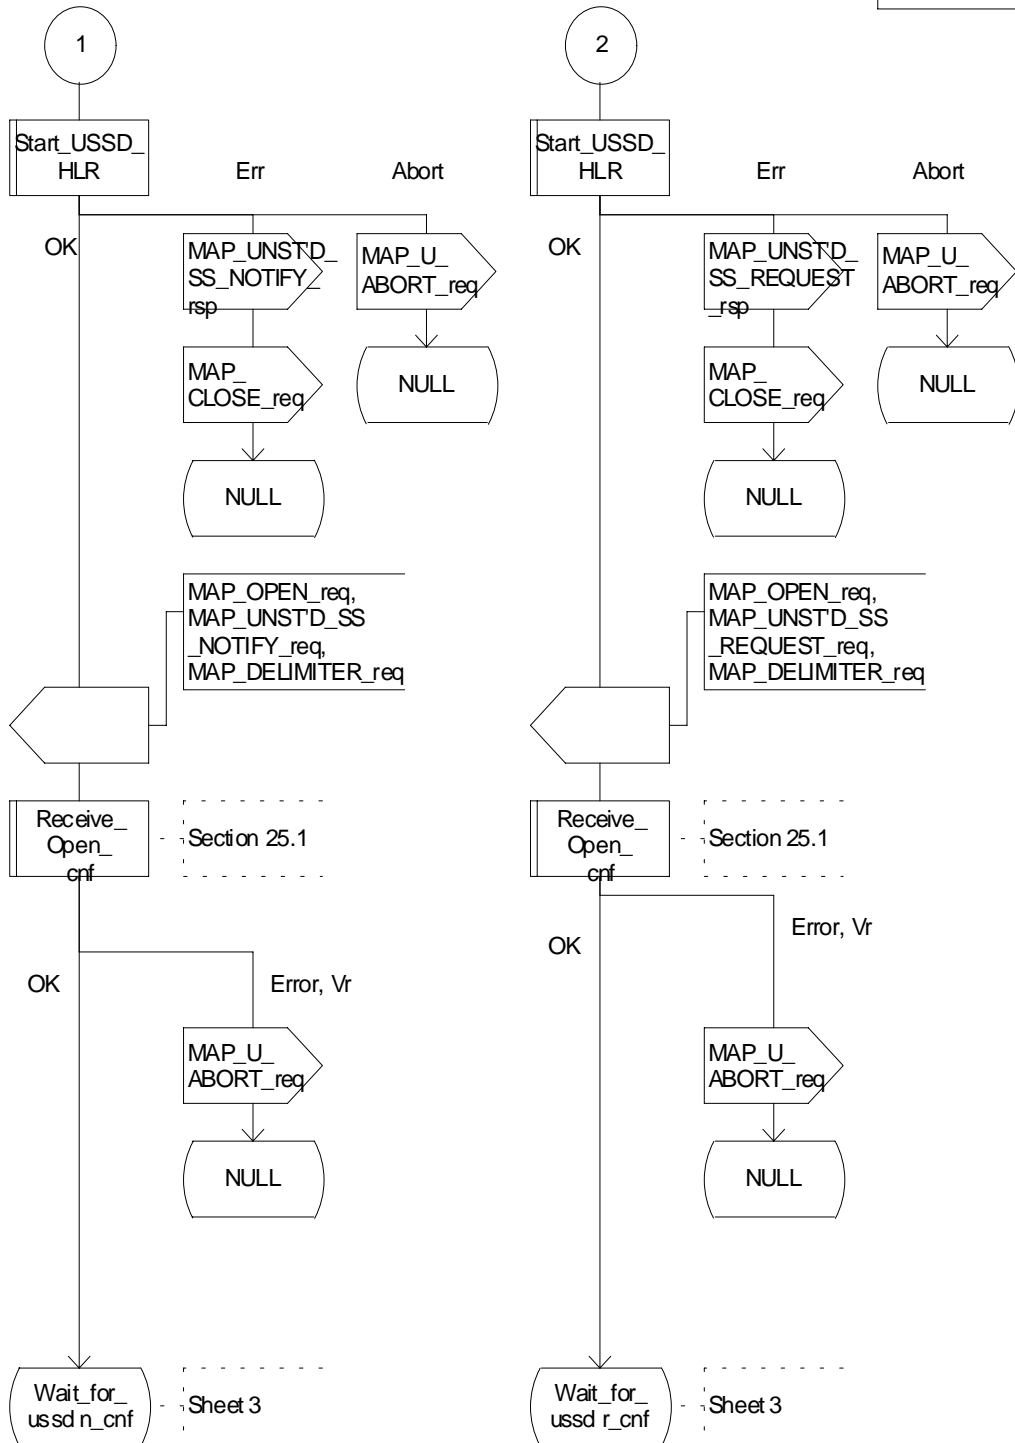 1
Start_USSD_
HLR
Err
Abort
OK
MAP_UNST'D_
SS_NOTIFY_
rsp
MAP_U_
ABORT_req
MAP_
CLOSE_req
NULL
NULL
MAP_OPEN_req,
MAP_UNST'D_SS
_NOTIFY_req,
MAP_DELIMITER_req
Receive_
Open_
cnf
Section 25.1
OK
Error, Vr
MAP_U_
ABORT_req
NULL
Wait_for_
ussd n_cnf
Sheet 3
2
Start_USSD_
HLR
Err
Abort
OK
MAP_UNST'D_
SS_REQUEST
_rsp
MAP_U_
ABORT_req
MAP_
CLOSE_req
NULL
NULL
MAP_OPEN_req,
MAP_UNST'D_SS
_REQUEST_req,
MAP_DELIMITER_req
Receive_
Open_
cnf
Section 25.1
Error, Vr
OK
MAP_U_
ABORT_req
NULL
Wait_for_
ussd r_cnf
Sheet 3